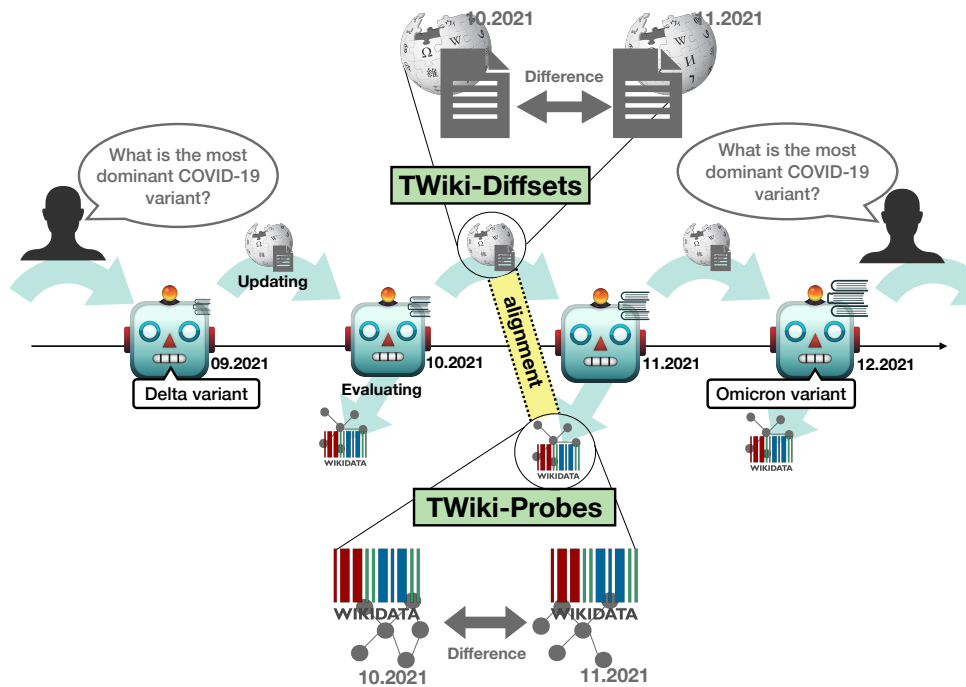 10.2021
11.2021
Difference
What is the most
dominant COVID-19
variant?
What is the most
dominant COVID-19
variant?
TWiki-Diffsets
Updating
alignment
09.2021
10.2021
11.2021
12.2021
Delta variant
Evaluating
Omicron variant
WIKIDATA
WIKIDATA
WIKIDATA
TWiki-Probes
WIKIDATA
WIKIDATA
Difference
10.2021
11.2021